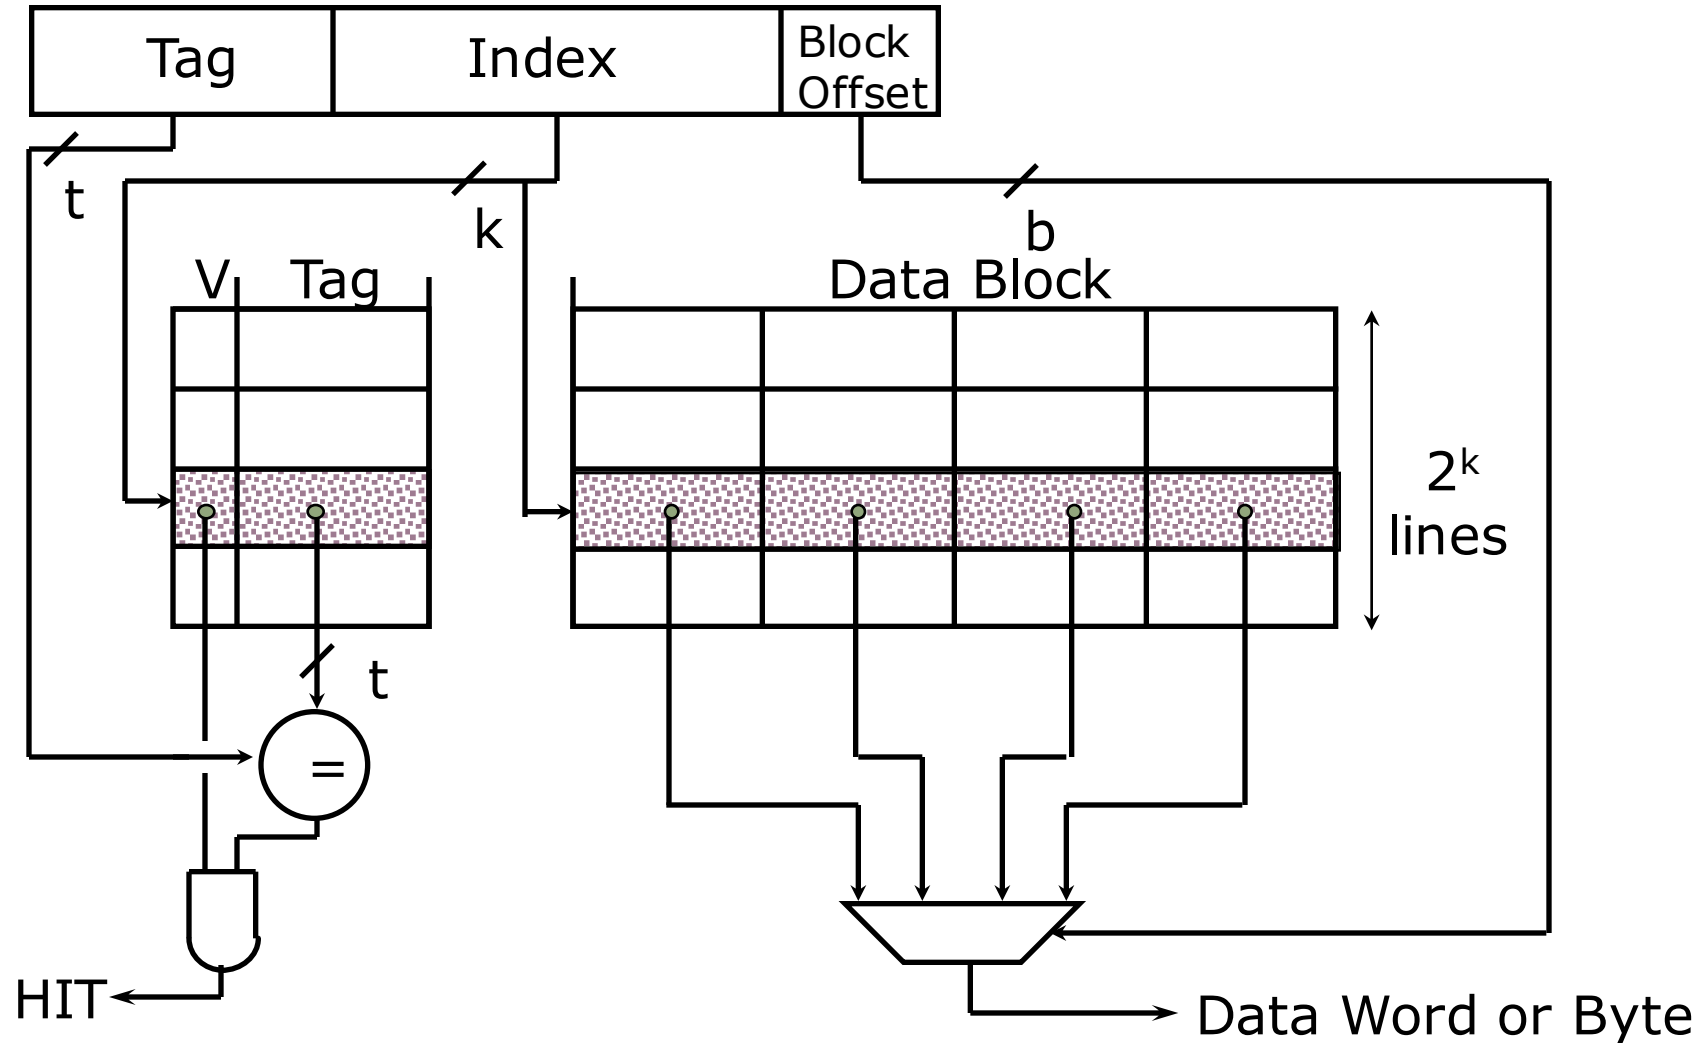 Tag
Index
Block
Offset
t
k
b
V
Tag
Data Block
2ᵏ
lines
t
=
HIT
Data Word or Byte